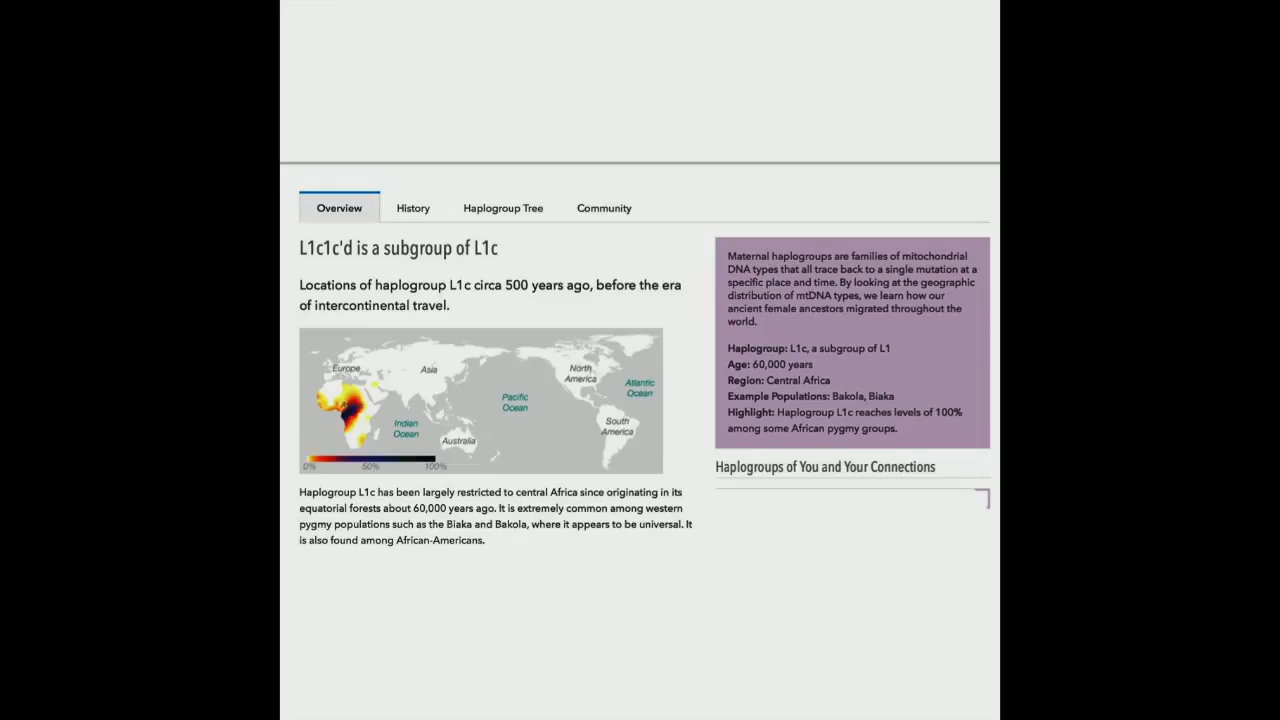 Overview History Haplogroup Tree Community
L1c1c'd is a subgroup of L1c
Locations of haplogroup L1c circa 500 years ago, before the era
of intercontinental travel.
Europe
Asia
North
America
Atlantic
Ocean
Pacific
Ocean
Indian
Ocean
South
America
Australia
0% 50% 100%
Haplogroup L1c has been largely restricted to central Africa since originating in its
equatorial forests about 60,000 years ago. It is extremely common among western
pygmy populations such as the Biaka and Bakola, where it appears to be universal. It
is also found among African-Americans.
Maternal haplogroups are families of mitochondrial
DNA types that all trace back to a single mutation at a
specific place and time. By looking at the geographic
distribution of mtDNA types, we learn how our
ancient female ancestors migrated throughout the
world.
Haplogroup: L1c, a subgroup of L1
Age: 60,000 years
Region: Central Africa
Example Populations: Bakola, Biaka
Highlight: Haplogroup L1c reaches levels of 100%
among some African pygmy groups.
Haplogroups of You and Your Connections